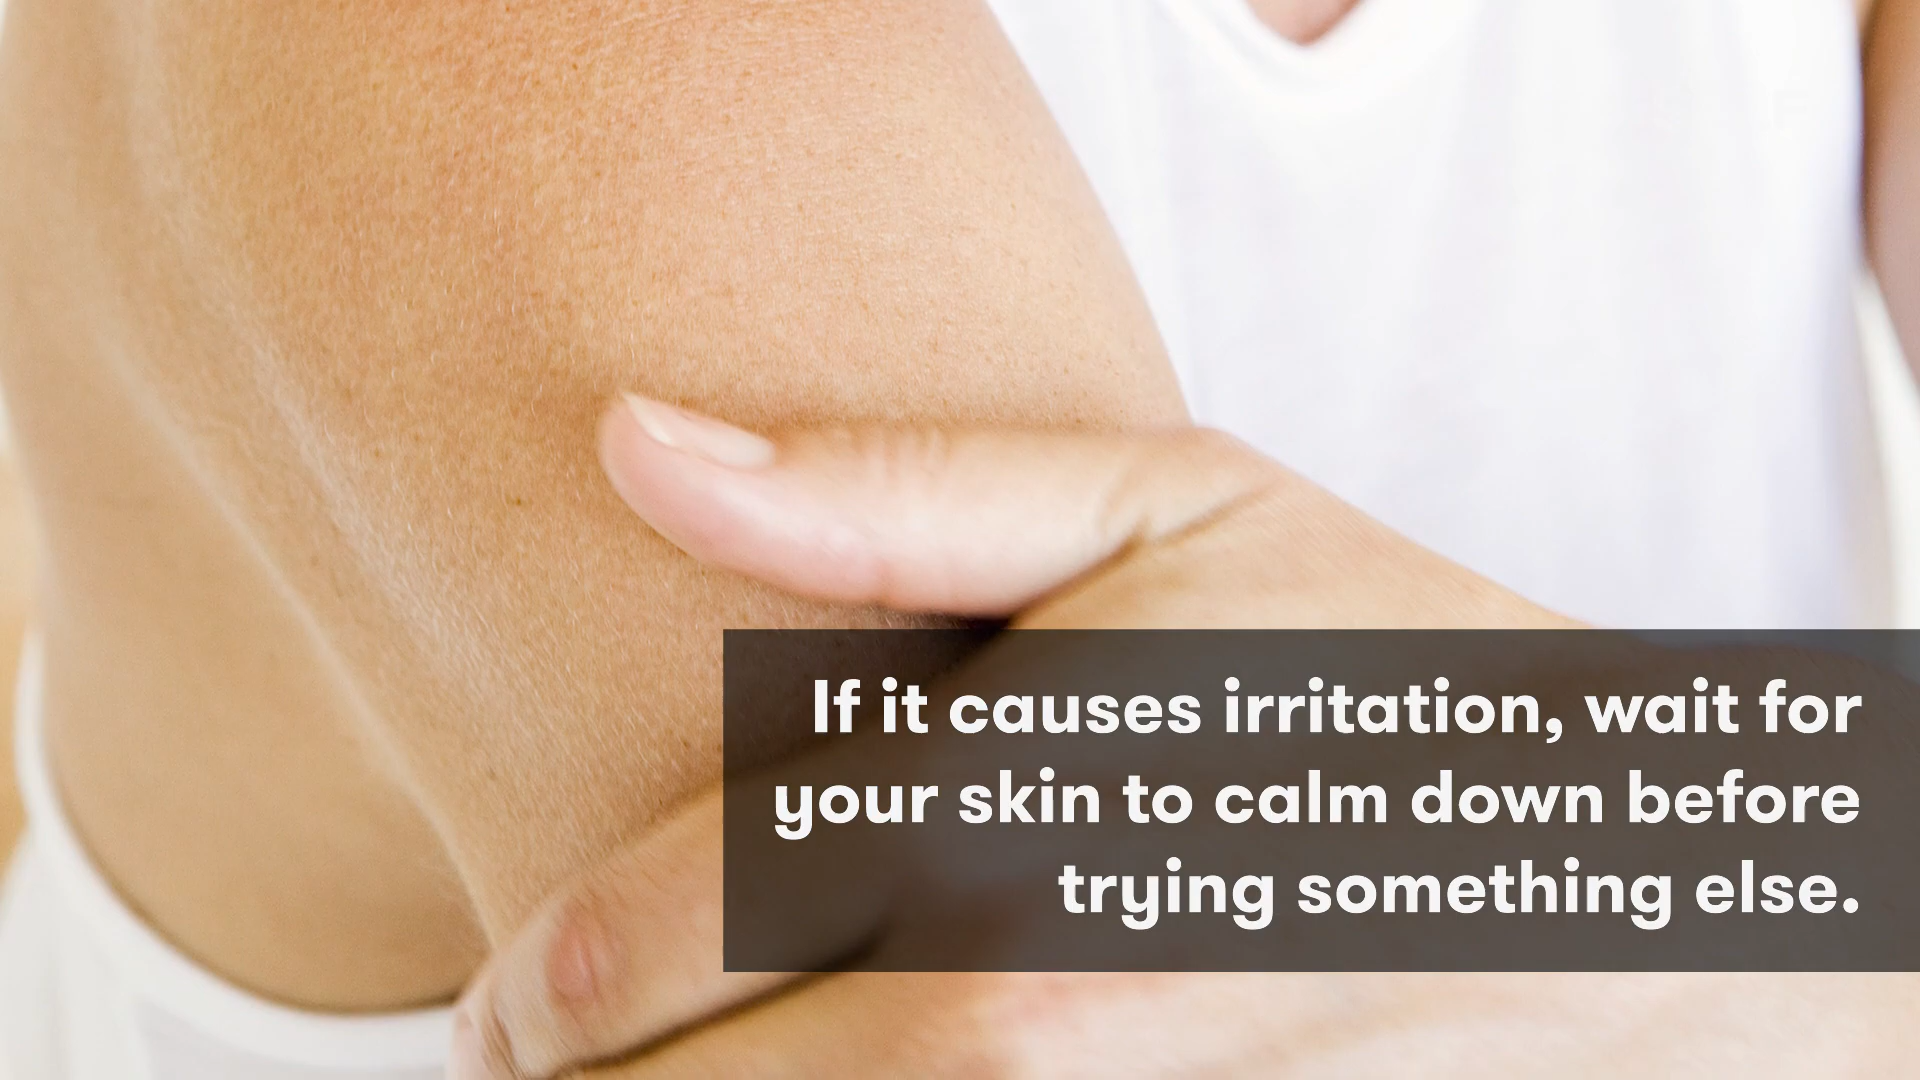 If it causes irritation, wait for
your skin to calm down before
trying something else.